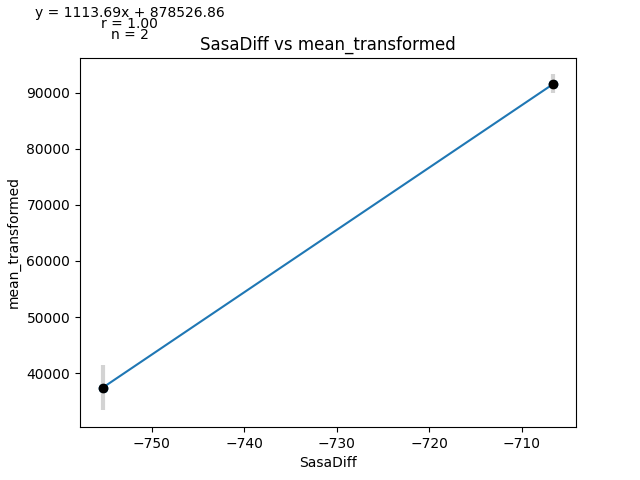 y = 1113.69x + 878526.86
r = 1.00
n = 2
SasaDiff vs mean_transformed
90000
80000
70000
60000
50000
40000
mean_transformed
−750
−740
−730
−720
−710
SasaDiff